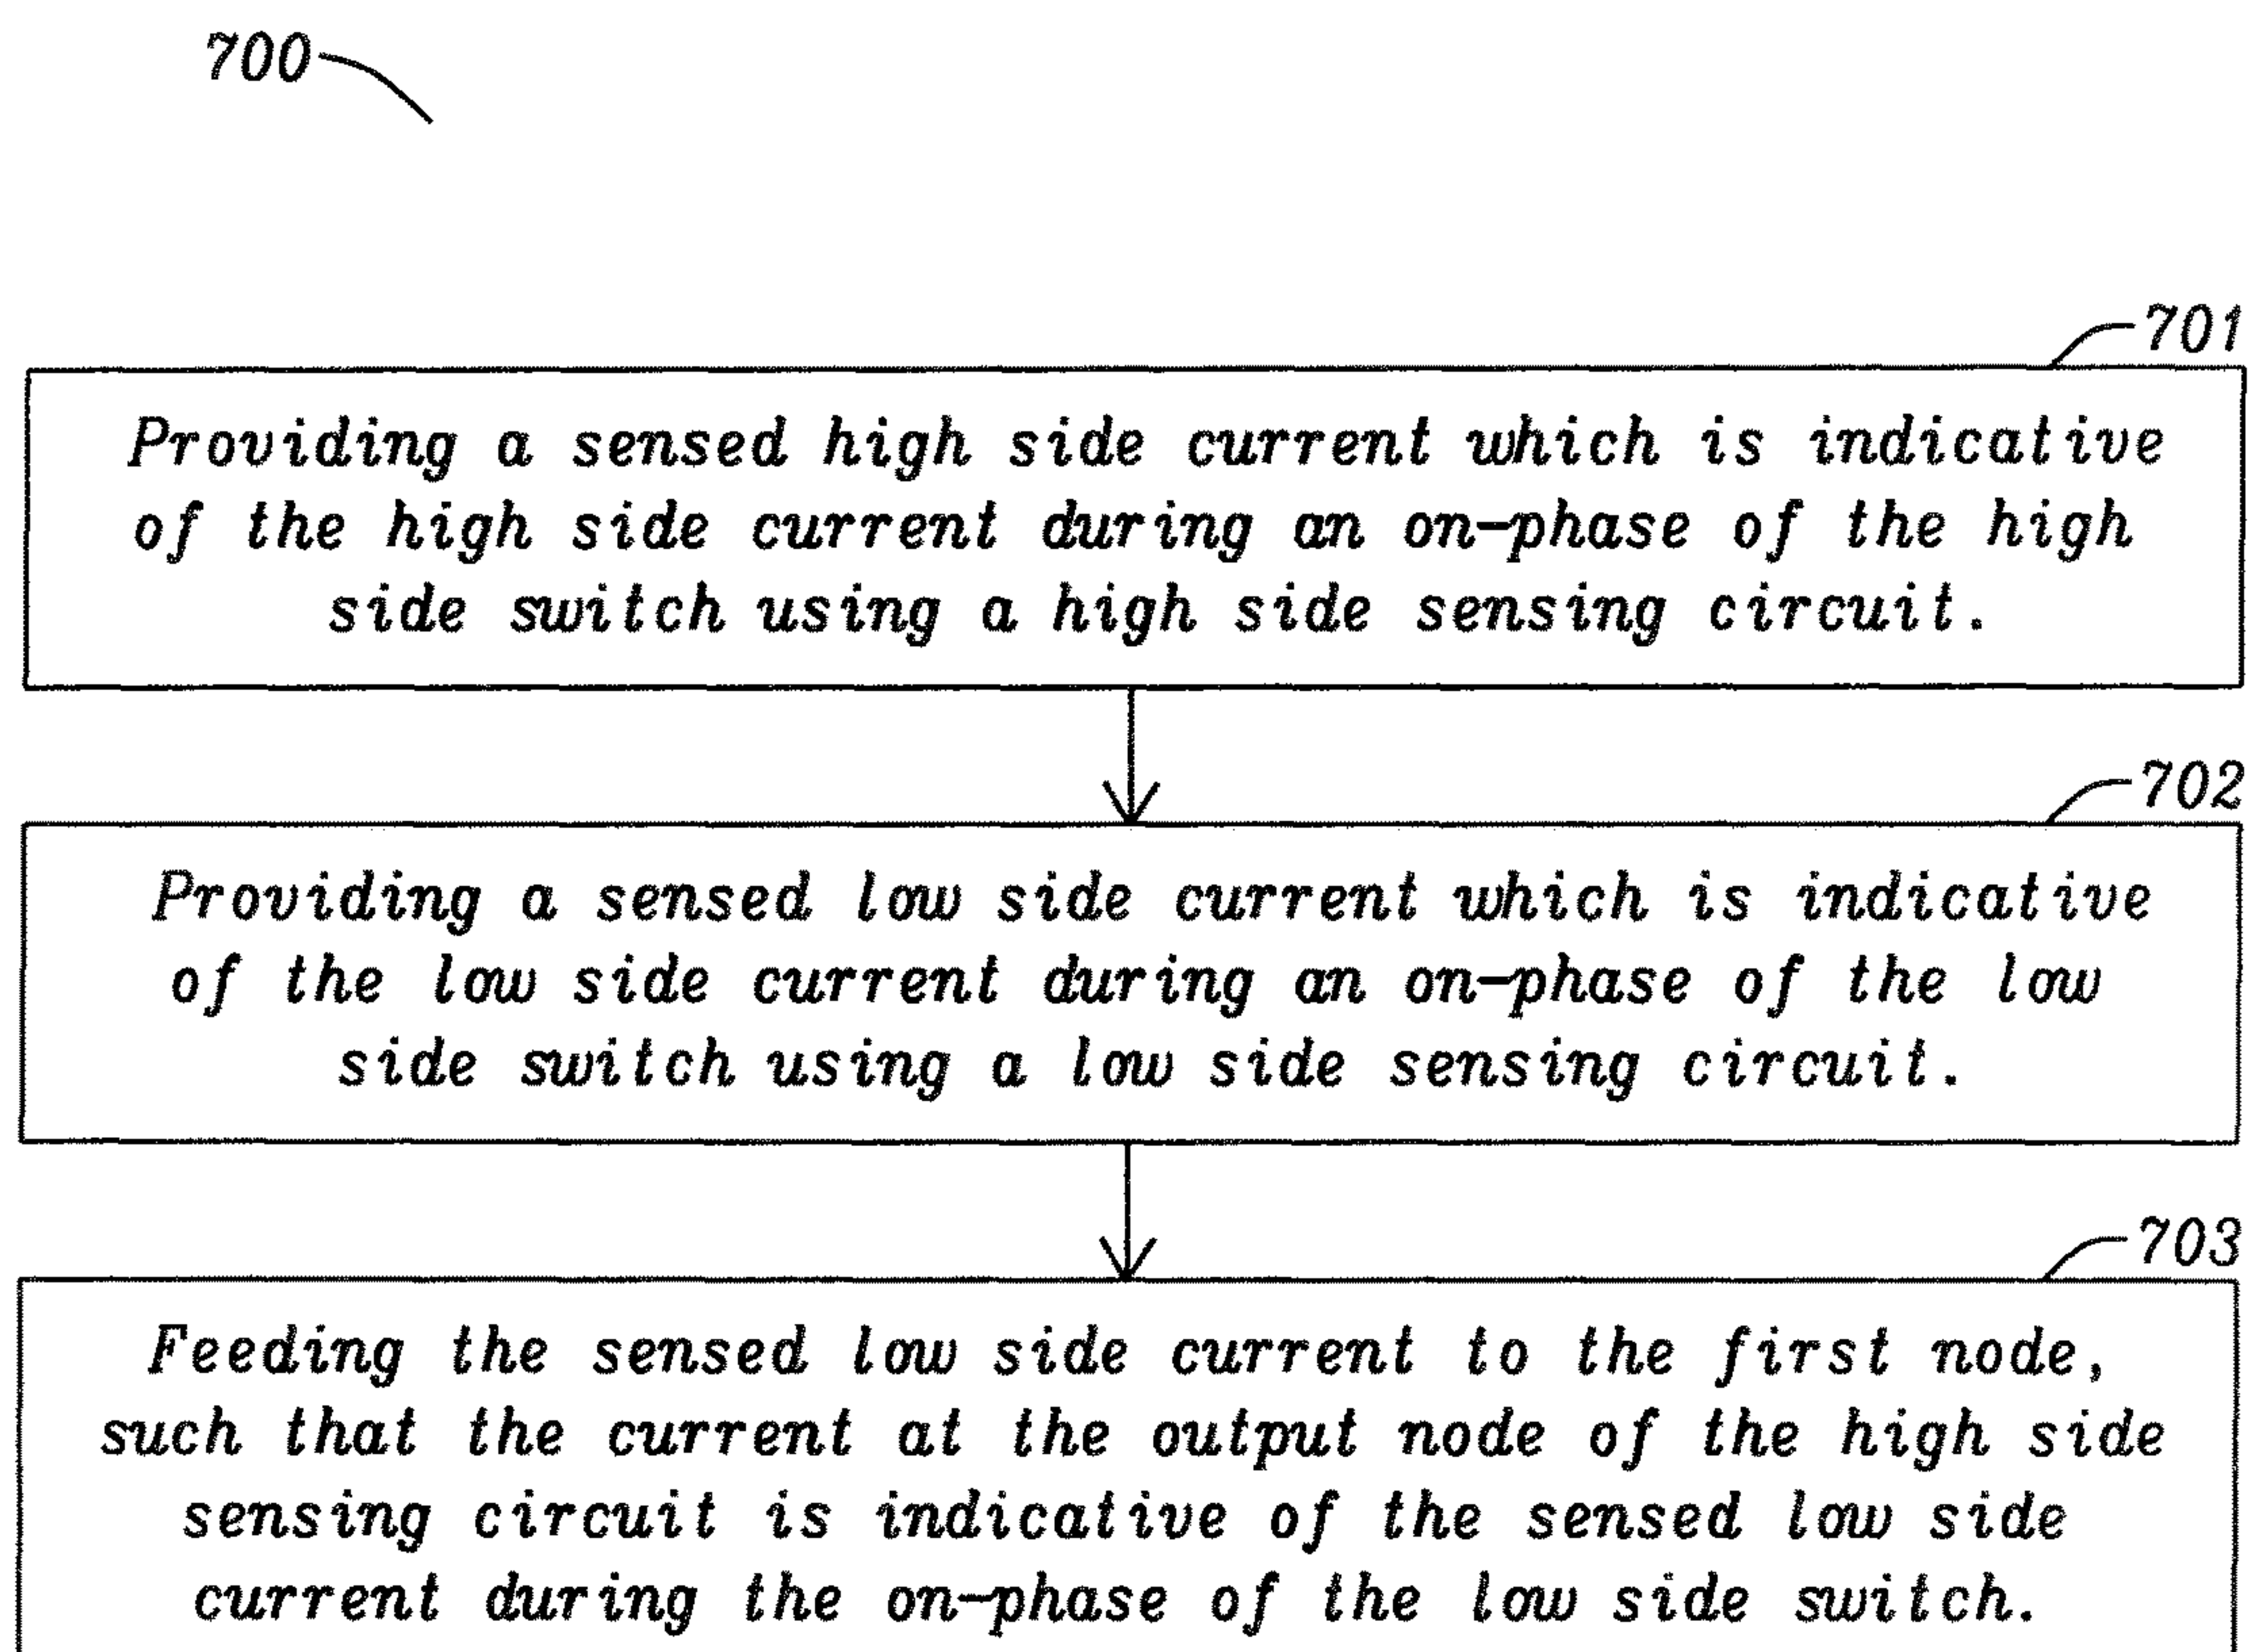 700
701
Providing a sensed high side current which is indicative
of the high side current during an on-phase of the high
side switch using a high side sensing circuit.
702
Providing a sensed low side current which is indicative
of the low side current during an on-phase of the low
side switch using a low side sensing circuit.
703
Feeding the sensed low side current to the first node,
such that the current at the output node of the high side
sensing circuit is indicative of the sensed low side
current during the on-phase of the low side switch.